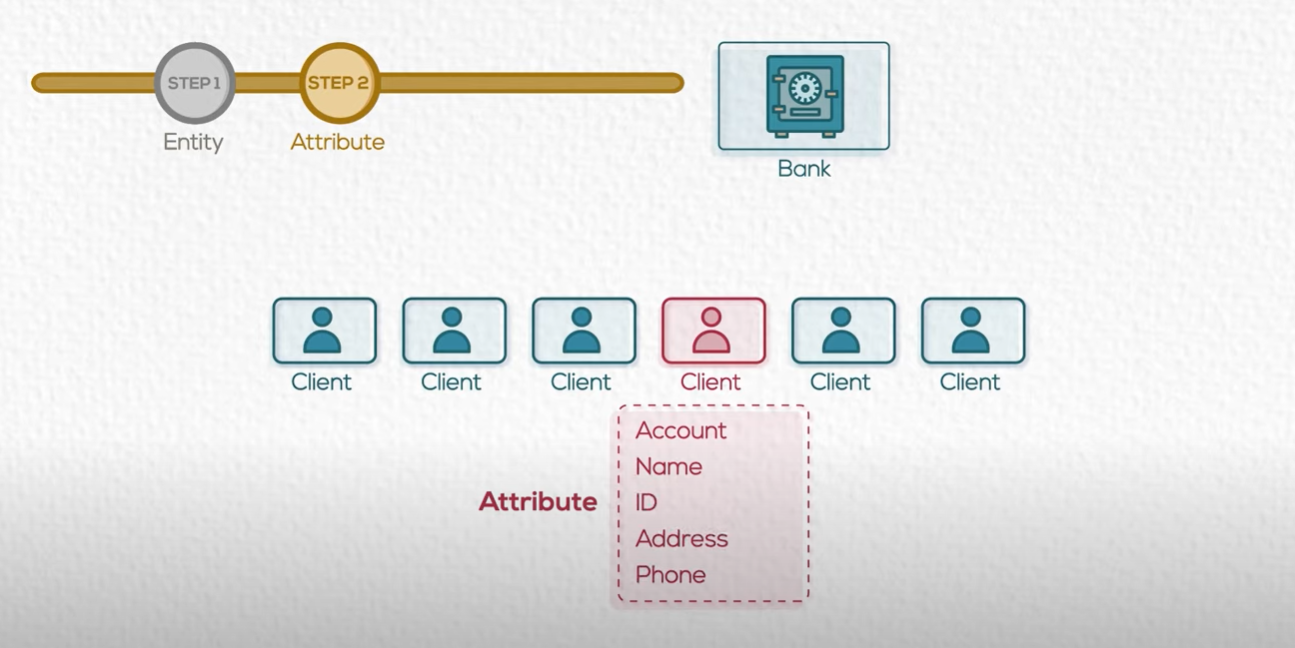 STEP 1
STEP 2
Entity
Attribute
Bank
Client
Client
Client
Client
Client
Client
Attribute
Account
Name
ID
Address
Phone